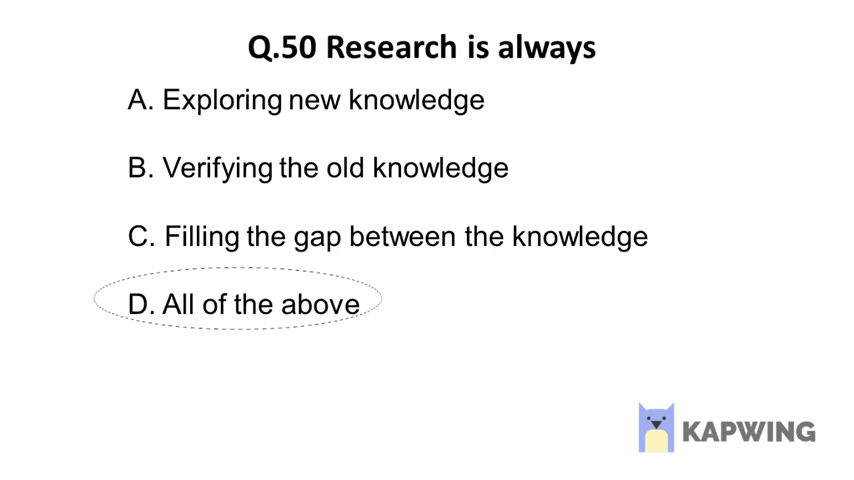 Q.50 Research is always
A. Exploring new knowledge
B. Verifying the old knowledge
C. Filling the gap between the knowledge
D. All of the above
KAPWING